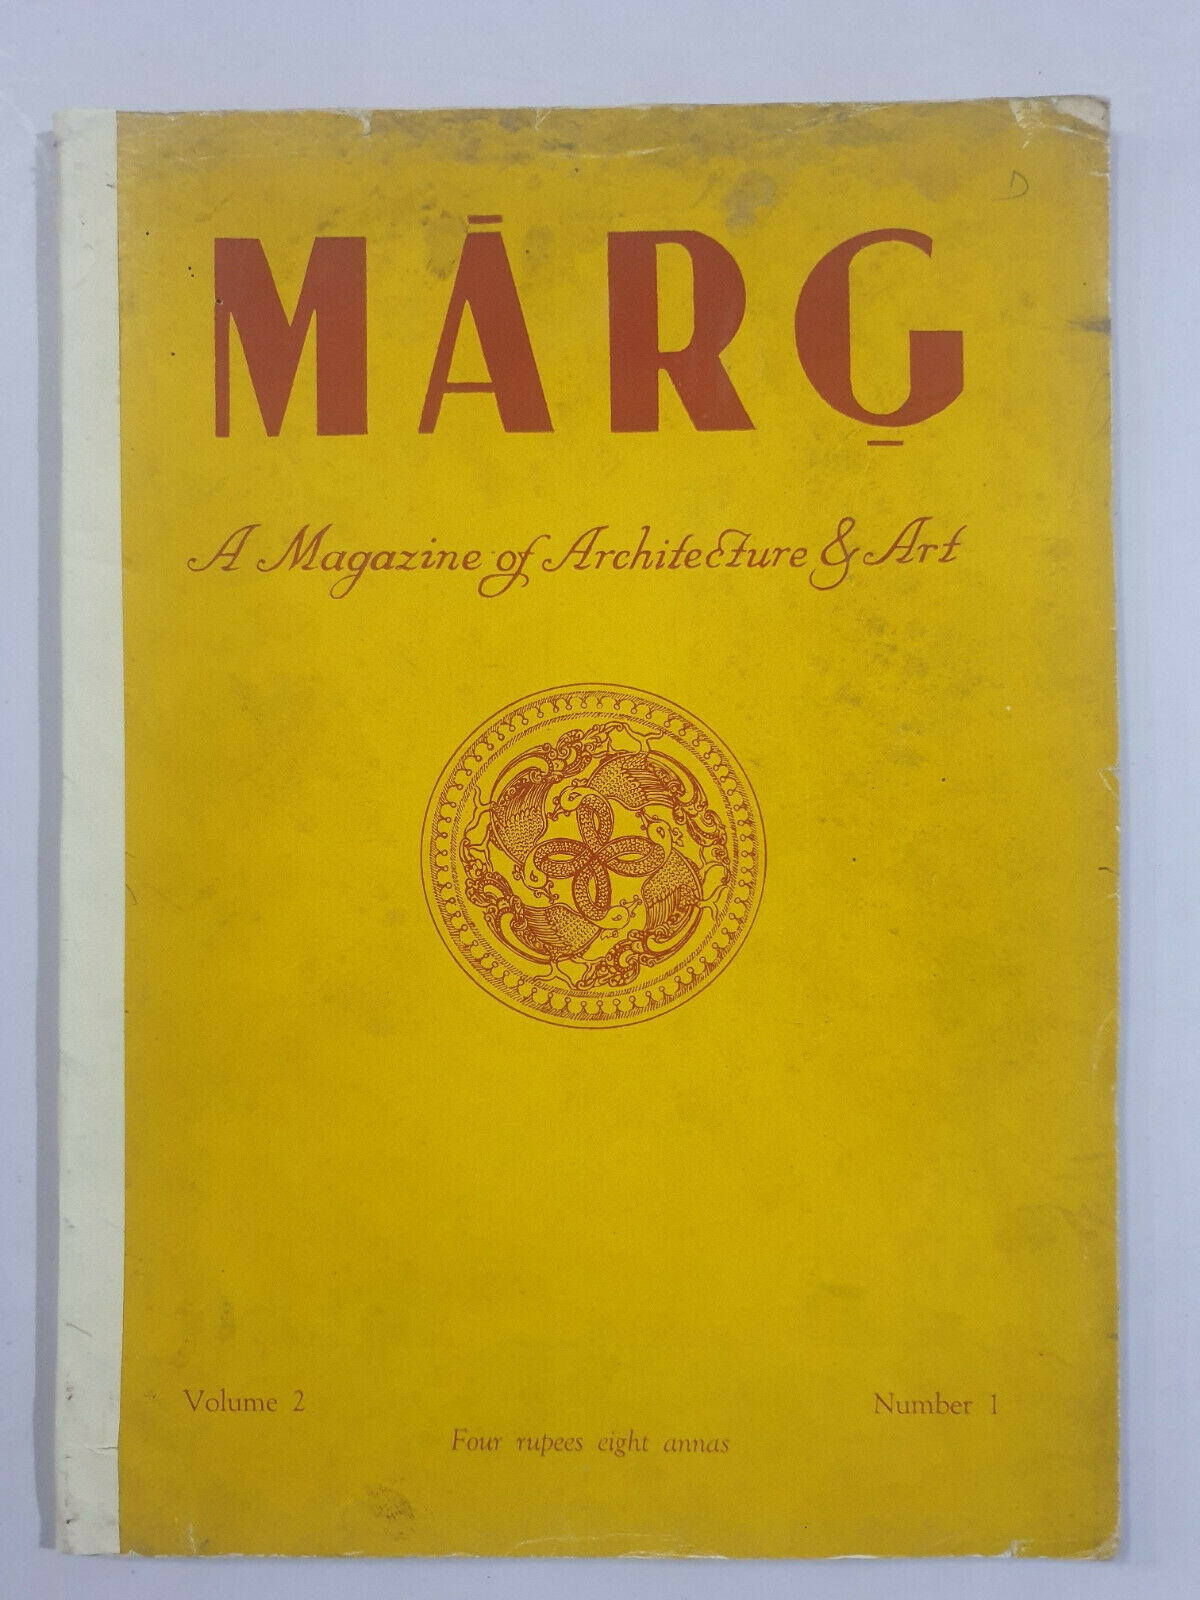 D
MĀRG̱
A Magazine of Architecture & Art
Volume 2
Number 1
Four rupees eight annas